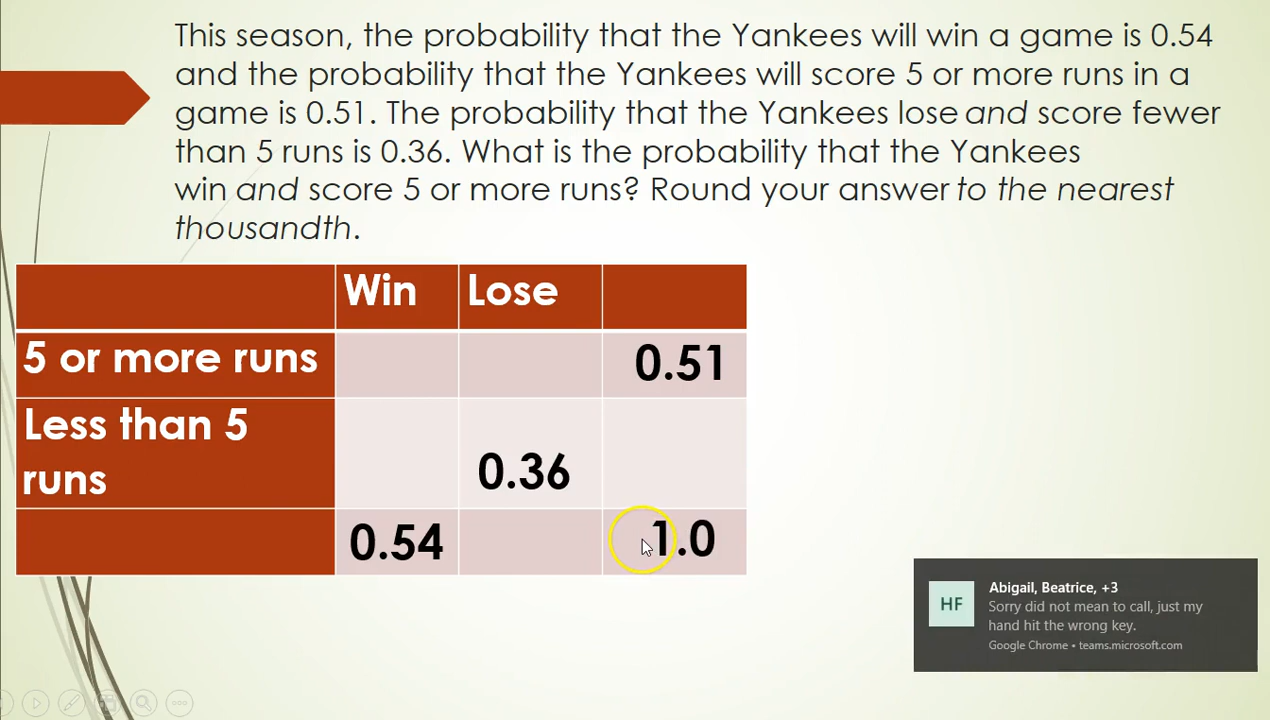 This season, the probability that the Yankees will win a game is 0.54
and the probability that the Yankees will score 5 or more runs in a
game is 0.51. The probability that the Yankees lose and score fewer
than 5 runs is 0.36. What is the probability that the Yankees
win and score 5 or more runs? Round your answer to the nearest
thousandth.
Win Lose
5 or more runs 0.51
Less than 5
runs 0.36
0.54 1.0
HF
Abigail, Beatrice, +3
Sorry did not mean to call, just my
hand hit the wrong key.
Google Chrome • teams.microsoft.com